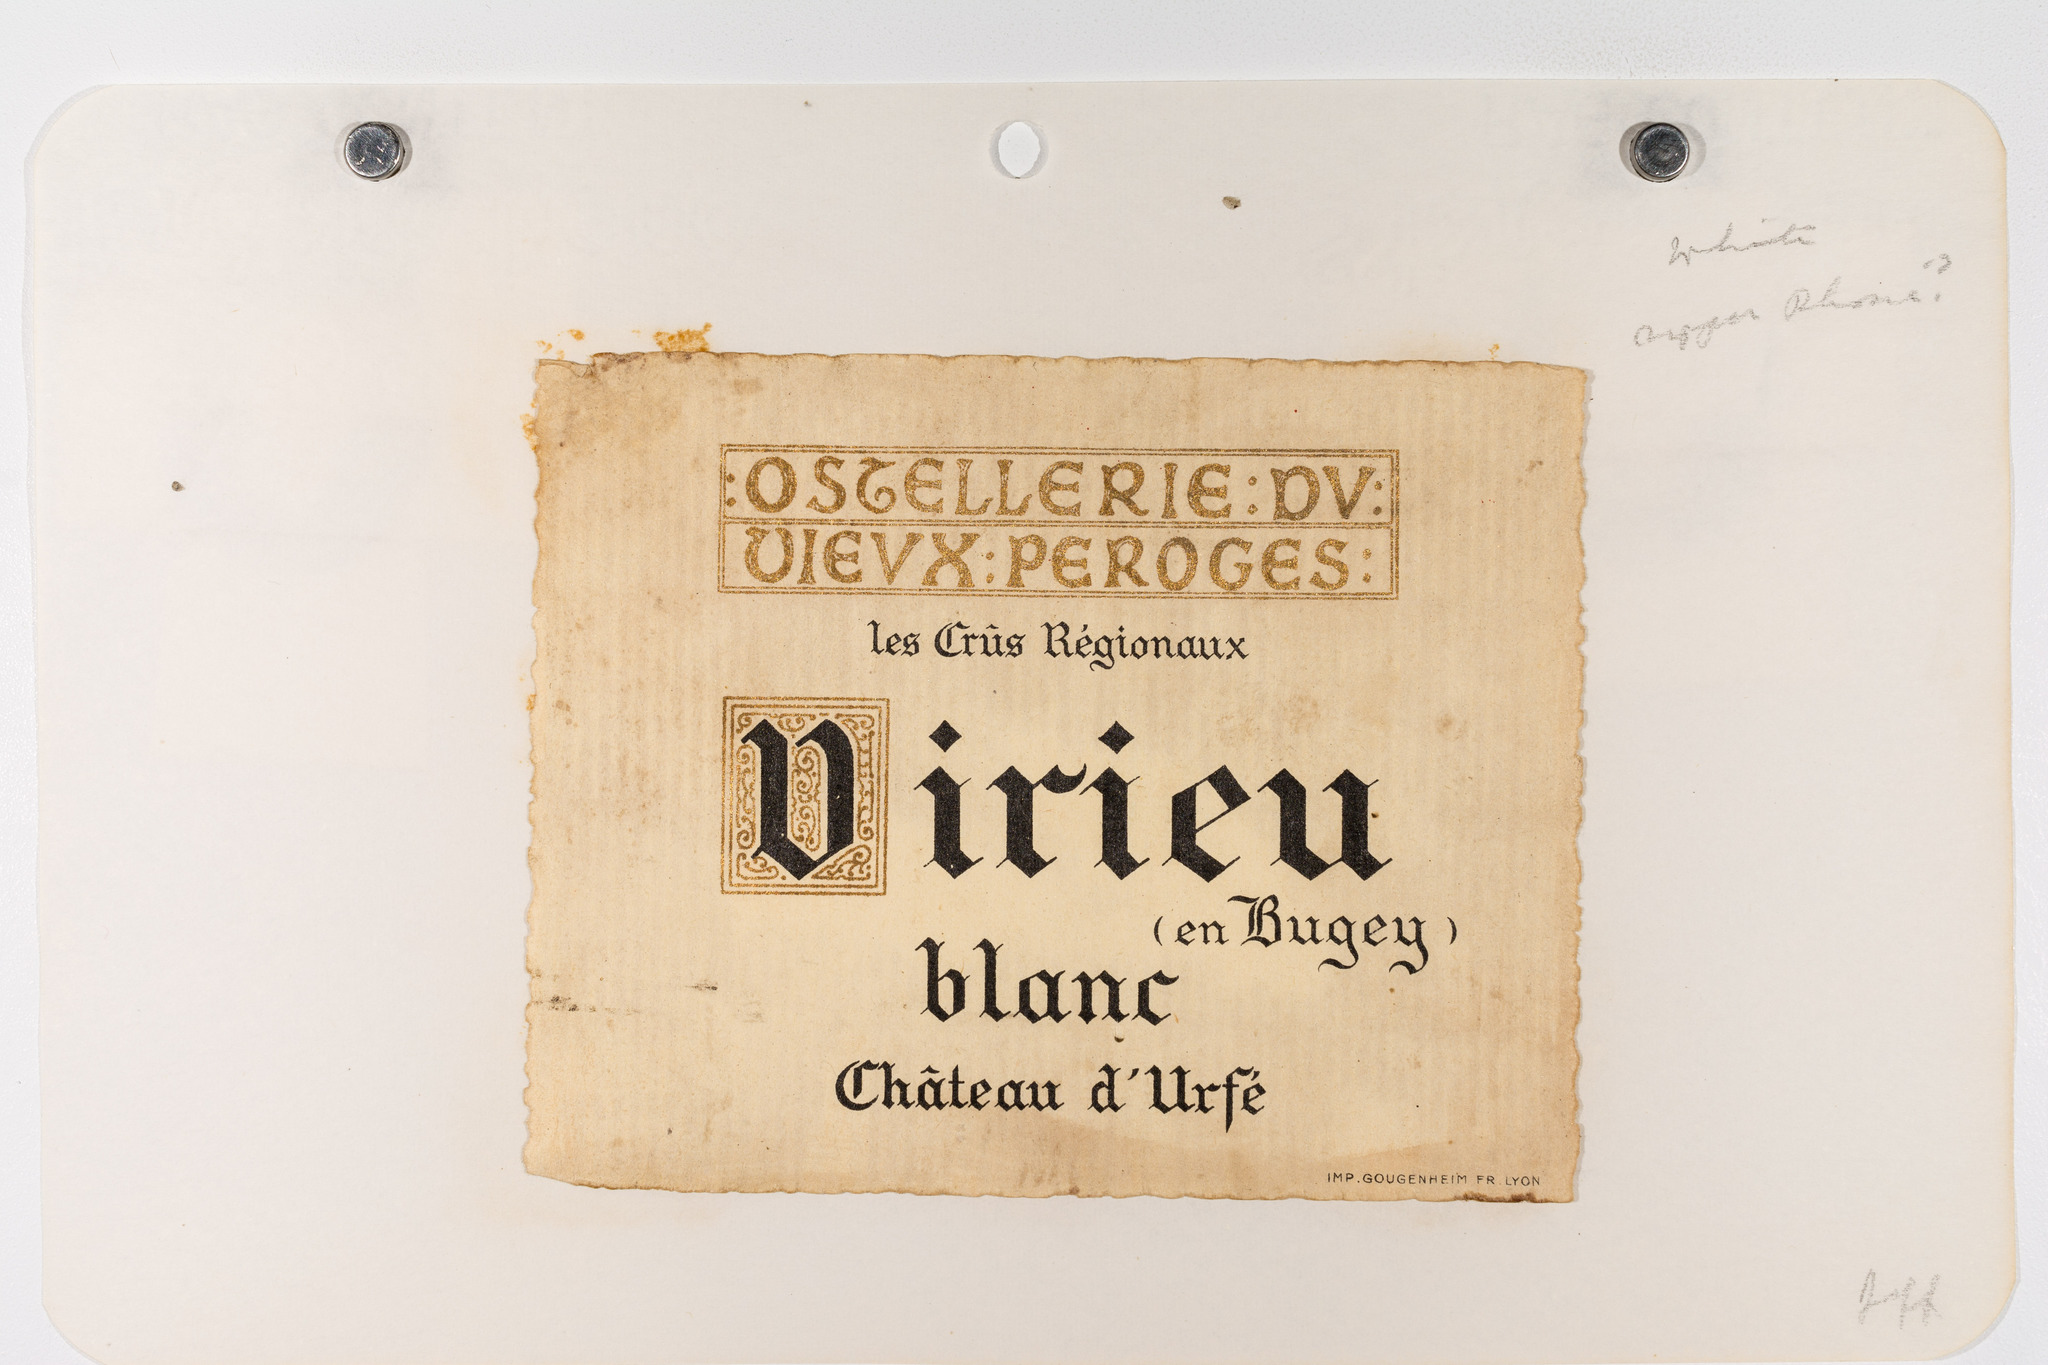 White
upper Rhone?
:OSTELLERIE:DV:
VIEVX:PEROGES:
les Crûs Régionaux
Virieu
(en Bugey)
blanc
Château d'Urfé
IMP. GOUGENHEIM FR. LYON